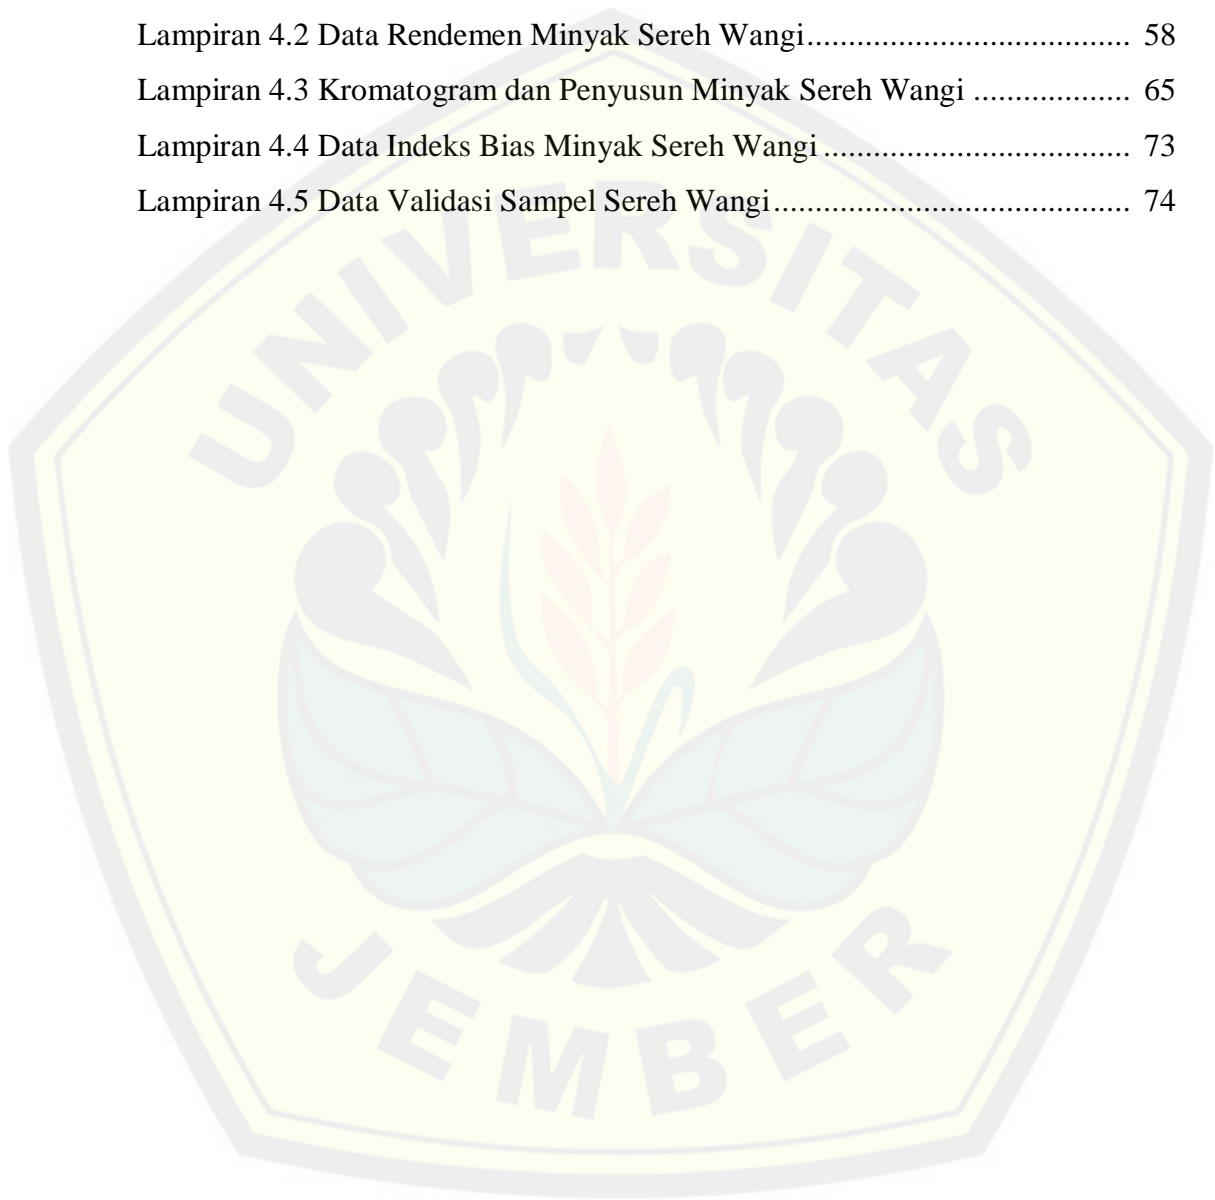 Lampiran 4.2 Data Rendemen Minyak Sereh Wangi....................................... 58
Lampiran 4.3 Kromatogram dan Penyusun Minyak Sereh Wangi ................... 65
Lampiran 4.4 Data Indeks Bias Minyak Sereh Wangi..................................... 73
Lampiran 4.5 Data Validasi Sampel Sereh Wangi........................................... 74
UNIVERSITAS
JEMBER